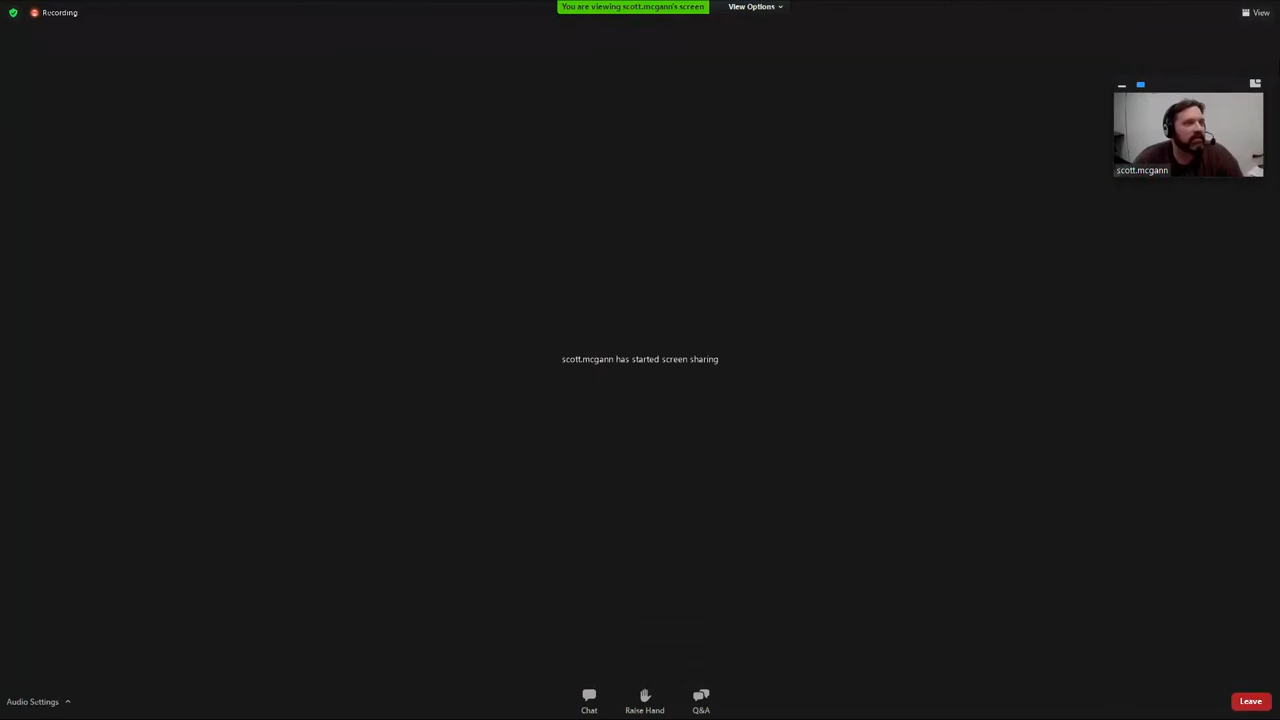 Recording
You are viewing scott.mcgann's screen
View Options
View
scott.mcgann
scott.mcgann has started screen sharing
Audio Settings
Chat
Raise Hand
Q&A
Leave